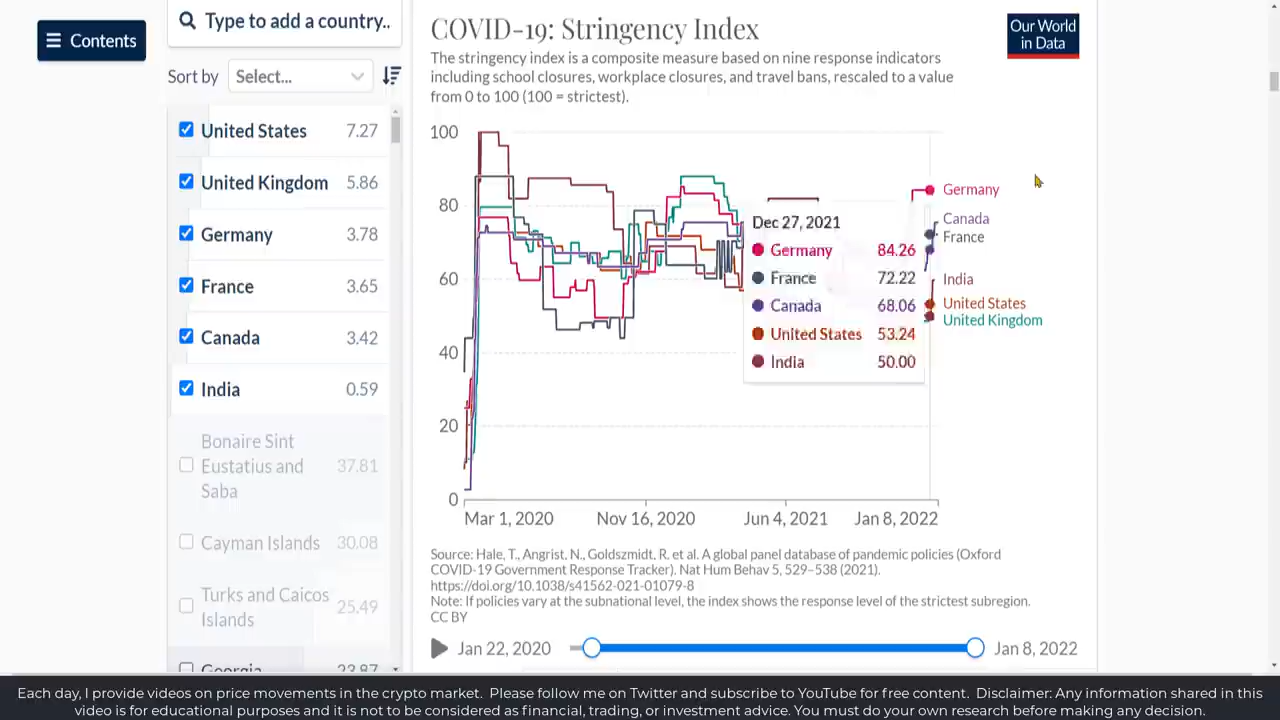 Contents
Type to add a country..
Sort by Select...
United States 7.27
United Kingdom 5.86
Germany 3.78
France 3.65
Canada 3.42
India 0.59
Bonaire Sint
Eustatius and
Saba
37.81
Cayman Islands 30.08
Turks and Caicos
Islands
25.49
Georgia 23.87
COVID-19: Stringency Index
Our World
in Data
The stringency index is a composite measure based on nine response indicators
including school closures, workplace closures, and travel bans, rescaled to a value
from 0 to 100 (100 = strictest).
100
80
60
40
20
0
Mar 1, 2020
Nov 16, 2020
Jun 4, 2021
Jan 8, 2022
Dec 27, 2021
Germany 84.26
France 72.22
Canada 68.06
United States 53.24
India 50.00
Germany
Canada
France
India
United States
United Kingdom
Source: Hale, T., Angrist, N., Goldszmidt, R. et al. A global panel database of pandemic policies (Oxford
COVID-19 Government Response Tracker). Nat Hum Behav 5, 529–538 (2021).
https://doi.org/10.1038/s41562-021-01079-8
Note: If policies vary at the subnational level, the index shows the response level of the strictest subregion.
CC BY
Jan 22, 2020
Jan 8, 2022
Each day, I provide videos on price movements in the crypto market. Please follow me on Twitter and subscribe to YouTube for free content. Disclaimer: Any information shared in this
video is for educational purposes and it is not to be considered as financial, trading, or investment advice. You must do your own research before making any decision.